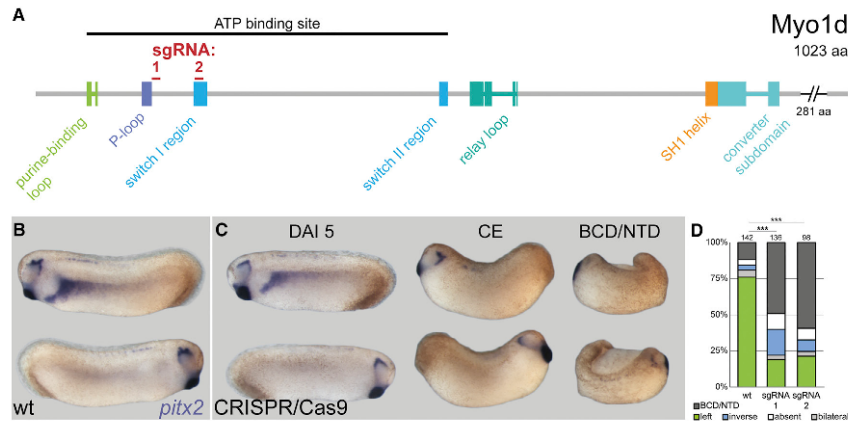 A
ATP binding site
Myo1d
1023 aa
sgRNA:
1 2
281 aa
purine-binding
loop
P-loop
switch I region
switch II region
relay loop
SH1 helix
converter
subdomain
B
wt
pitx2
C
DAI 5 CE BCD/NTD
CRISPR/Cas9
D
***
***
142 136 98
100%
75%
50%
25%
0%
wt sgRNA sgRNA
1 2
BCD/NTD
left inverse absent bilateral